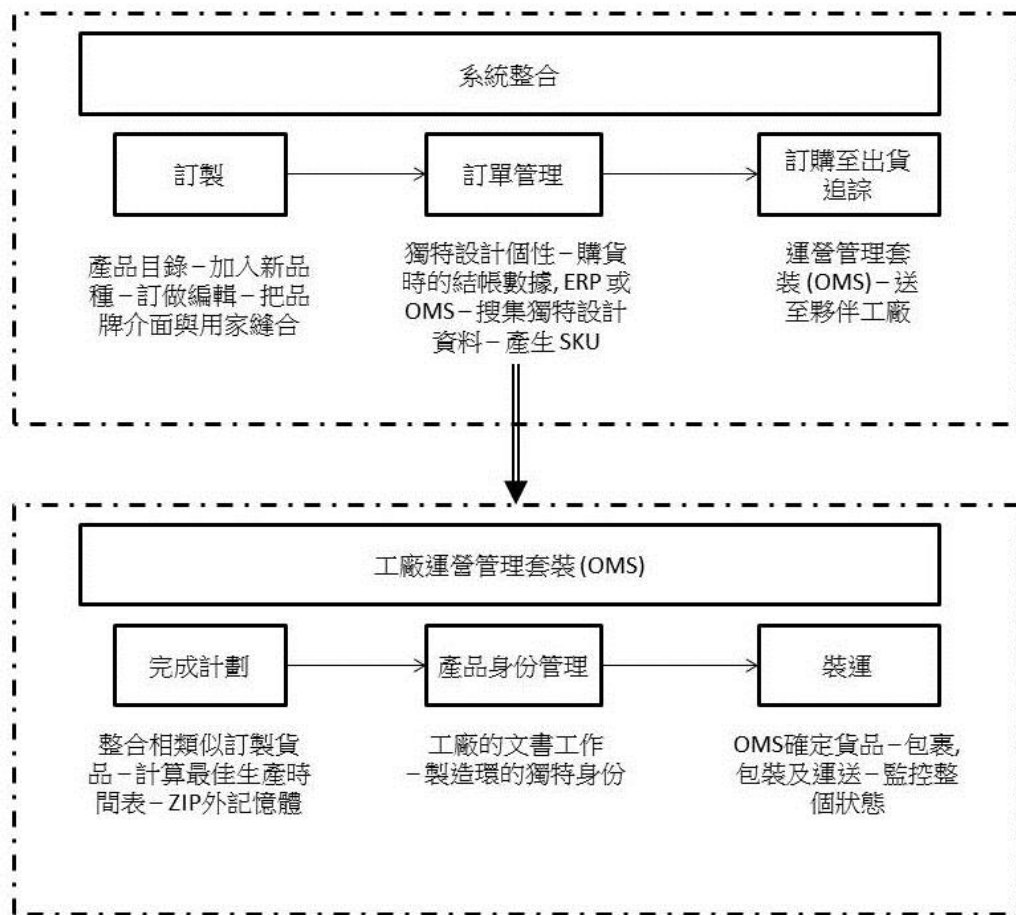 系統整合
訂製
訂單管理
訂購至出貨
追踪
產品目錄 – 加入新品
種 – 訂做編輯 – 把品
牌介面與用家縫合
獨特設計個性 – 購貨
時的結帳數據, ERP 或
OMS – 搜集獨特設計
資料 – 產生 SKU
運營管理套
裝 (OMS) – 送
至夥伴工廠
工廠運營管理套裝 (OMS)
完成計劃
產品身份管理
裝運
整合相類似訂製貨
品 – 計算最佳生產時
間表 – ZIP外記憶體
工廠的文書工作
– 製造環的獨特身份
OMS確定貨品 – 包裹,
包裝及運送 – 監控整
個狀態